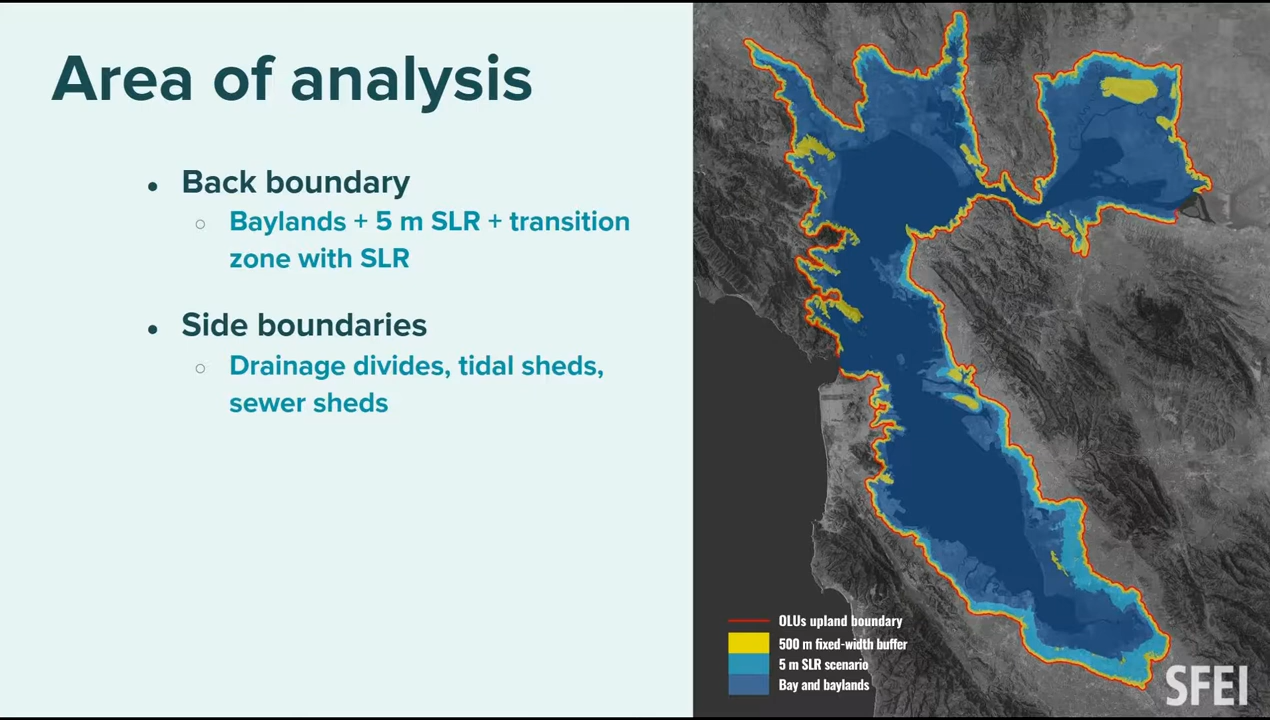 Area of analysis
● Back boundary
○ Baylands + 5 m SLR + transition
zone with SLR
● Side boundaries
○ Drainage divides, tidal sheds,
sewer sheds
OLUs upland boundary
500 m fixed-width buffer
5 m SLR scenario
Bay and baylands
SFEI